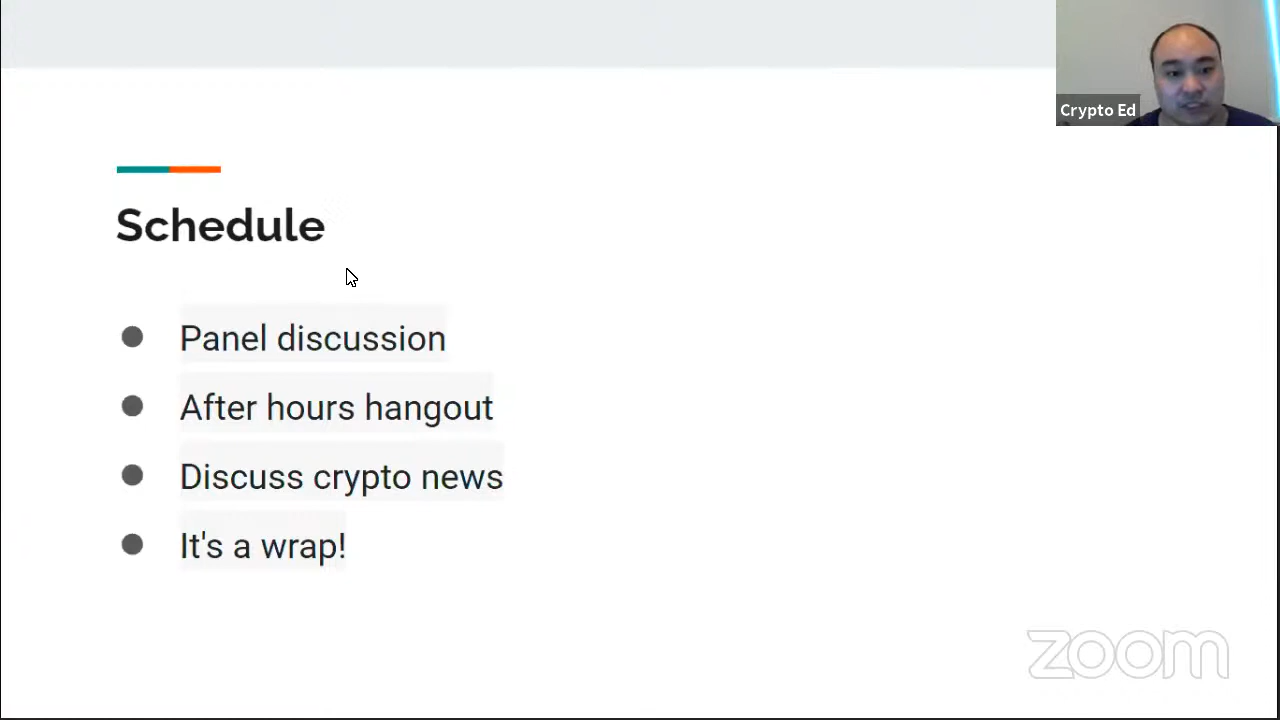 Crypto Ed
Schedule
Panel discussion
After hours hangout
Discuss crypto news
It's a wrap!
zoom